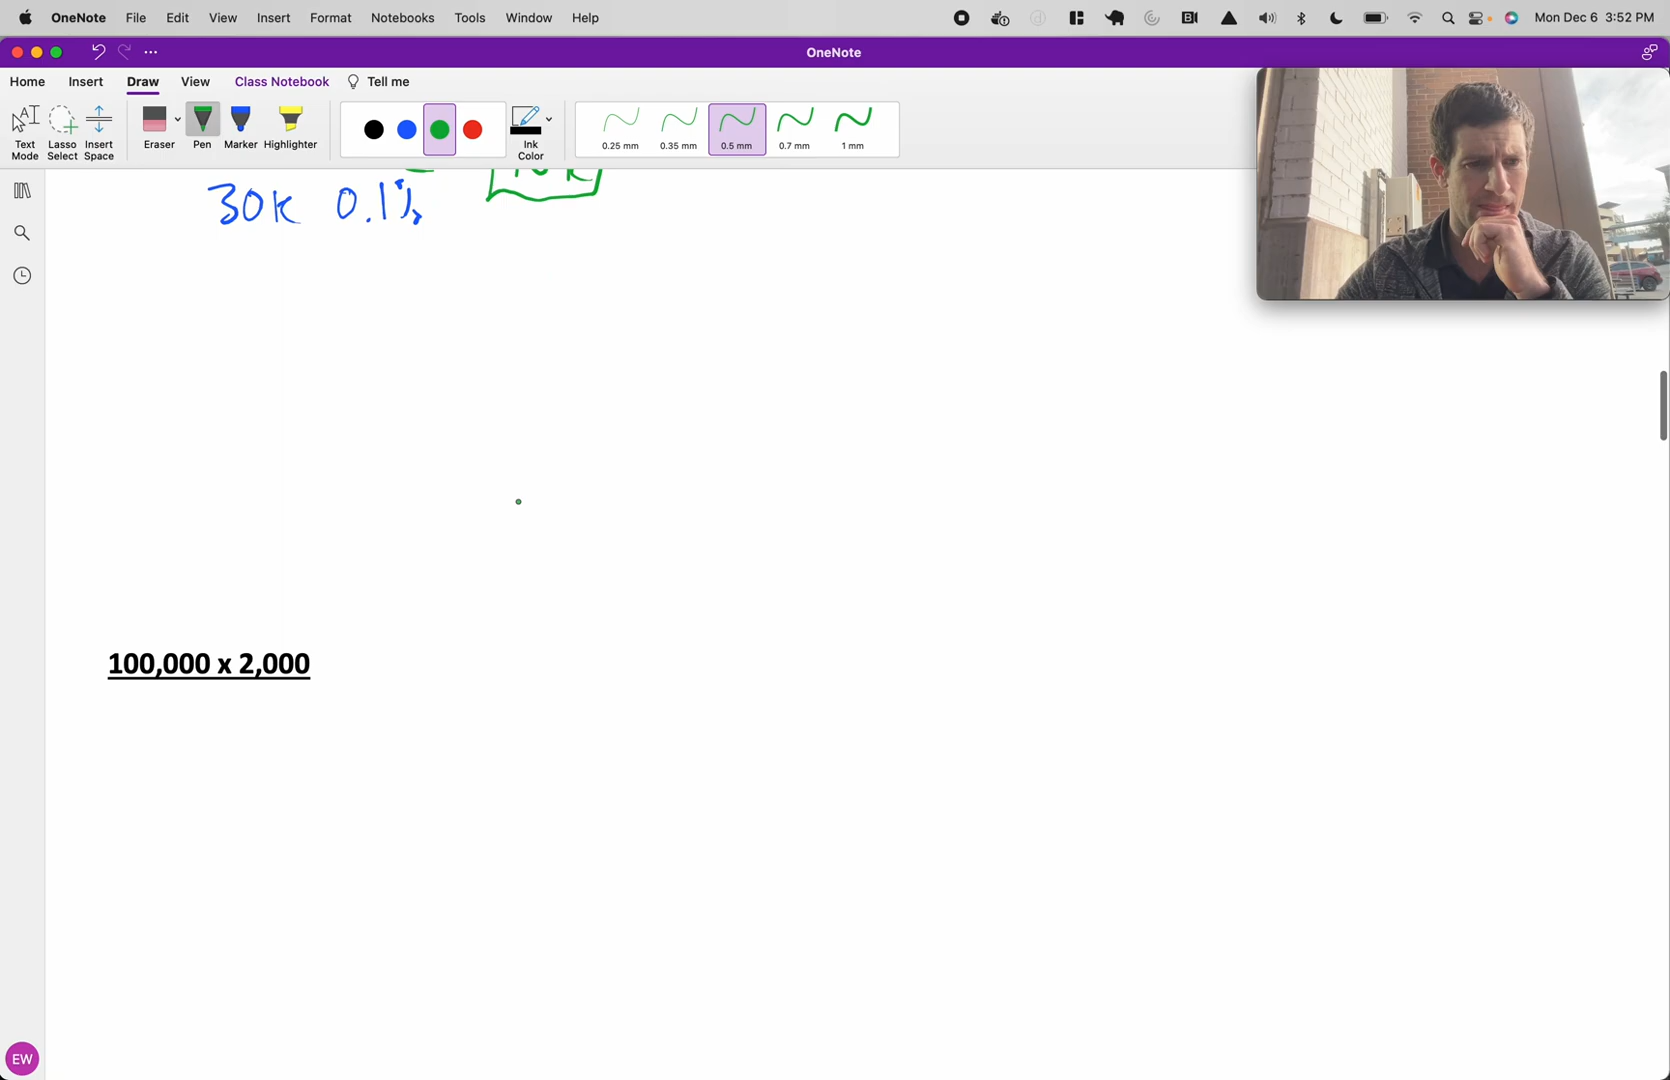 OneNote File Edit View Insert Format Notebooks Tools Window Help Mon Dec 6 3:52 PM
OneNote
Home Insert Draw View Class Notebook Tell me
Text Mode
Lasso Select
Insert Space
Eraser
Pen
Marker
Highlighter
Ink Color
0.25 mm
0.35 mm
0.5 mm
0.7 mm
1 mm
30K 0.1%
100,000 x 2,000
EW